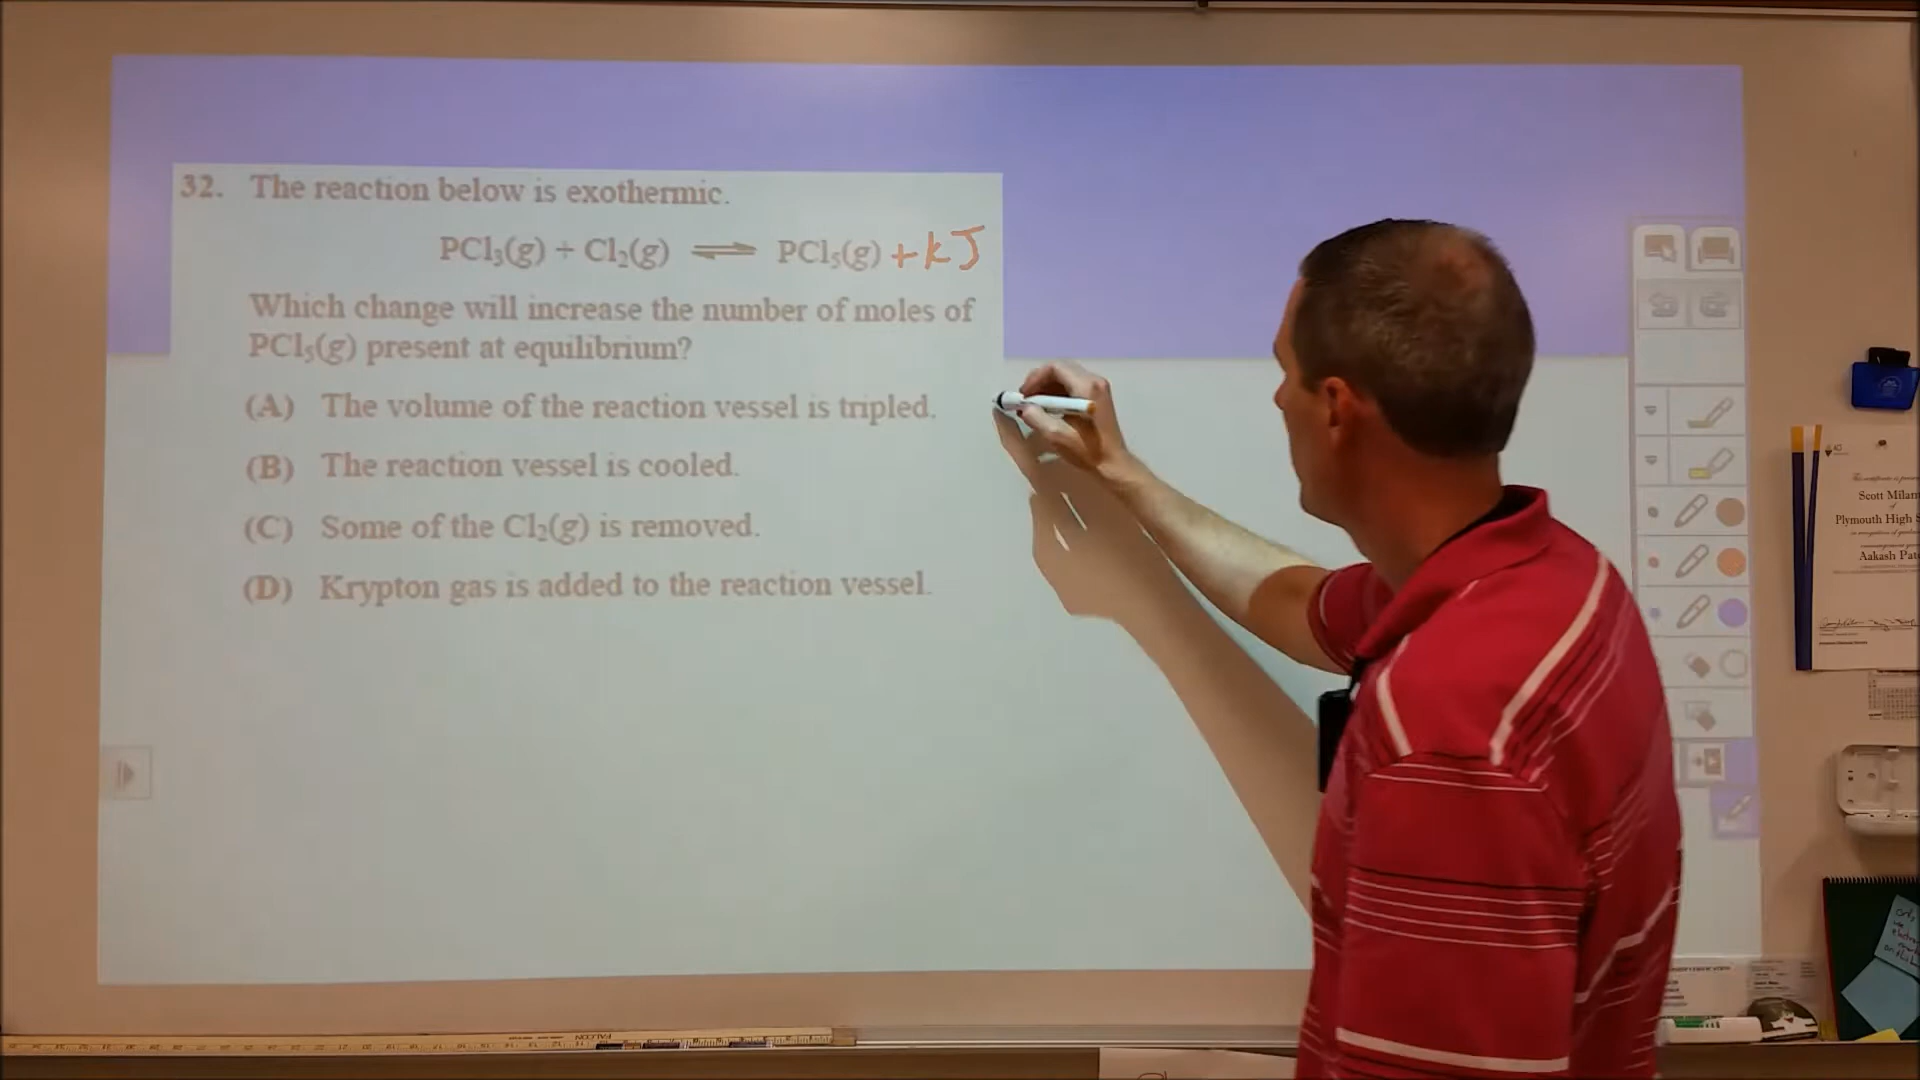 32. The reaction below is exothermic.
PCl₃(g) + Cl₂(g) ⇌ PCl₅(g) + kJ
Which change will increase the number of moles of
PCl₅(g) present at equilibrium?
(A) The volume of the reaction vessel is tripled.
(B) The reaction vessel is cooled.
(C) Some of the Cl₂(g) is removed.
(D) Krypton gas is added to the reaction vessel.
Scott Milam
Plymouth High S
Aakash Pate
FALCON